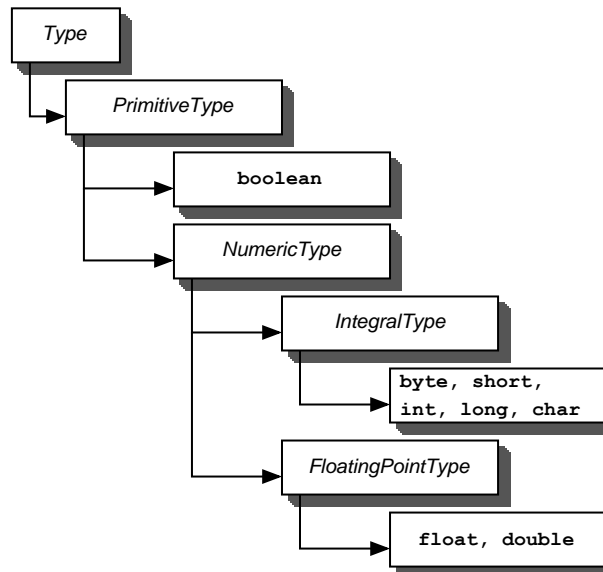 Type
PrimitiveType
boolean
NumericType
IntegralType
byte, short,
int, long, char
FloatingPointType
float, double